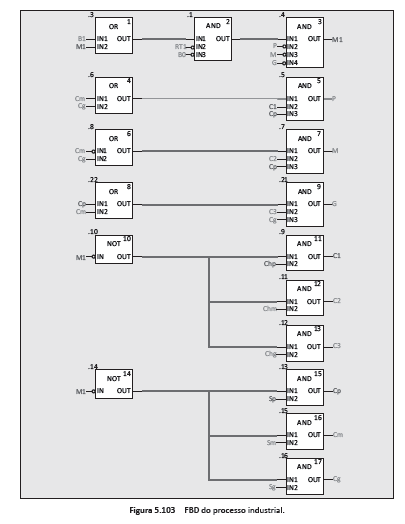 .3 .1 .4
OR 1 AND 2 AND 3
B1 IN1 OUT IN1 OUT IN1 OUT M1
M1 IN2 RT1 IN2 P IN2
B0 IN3 M IN3
G IN4
.6 .5
OR 4 AND 5
Cm IN1 OUT IN1 OUT P
Cg IN2 C1 IN2
Cp IN3
.8 .7
OR 6 AND 7
Cm IN1 OUT IN1 OUT M
Cg IN2 C2 IN2
Cp IN3
.22 .21
OR 8 AND 9
Cp IN1 OUT IN1 OUT G
Cm IN2 C3 IN2
Cg IN3
.10 .9
NOT 10 AND 11
M1 IN OUT IN1 OUT C1
Chp IN2
.11
AND 12
IN1 OUT C2
Chm IN2
.12
AND 13
IN1 OUT C3
Chg IN2
.14 .13
NOT 14 AND 15
M1 IN OUT IN1 OUT Cp
Sp IN2
.15
AND 16
IN1 OUT Cm
Sm IN2
.16
AND 17
IN1 OUT Cg
Sg IN2
Figura 5.103 FBD do processo industrial.